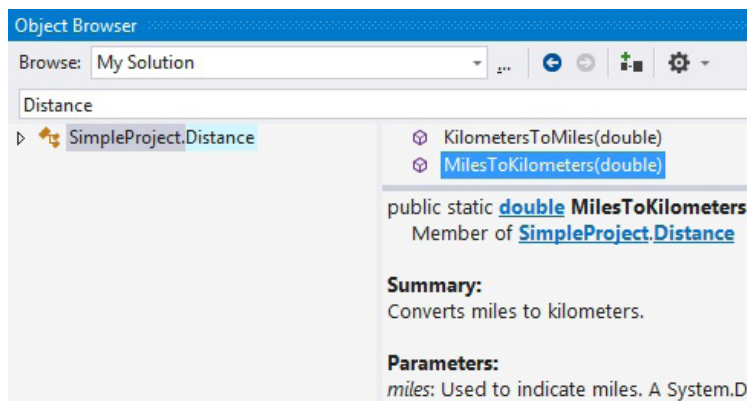 Object Browser
Browse: My Solution ...
Distance
SimpleProject.Distance
KilometersToMiles(double)
MilesToKilometers(double)
public static double MilesToKilometers
Member of SimpleProject.Distance
Summary:
Converts miles to kilometers.
Parameters:
miles: Used to indicate miles. A System.D